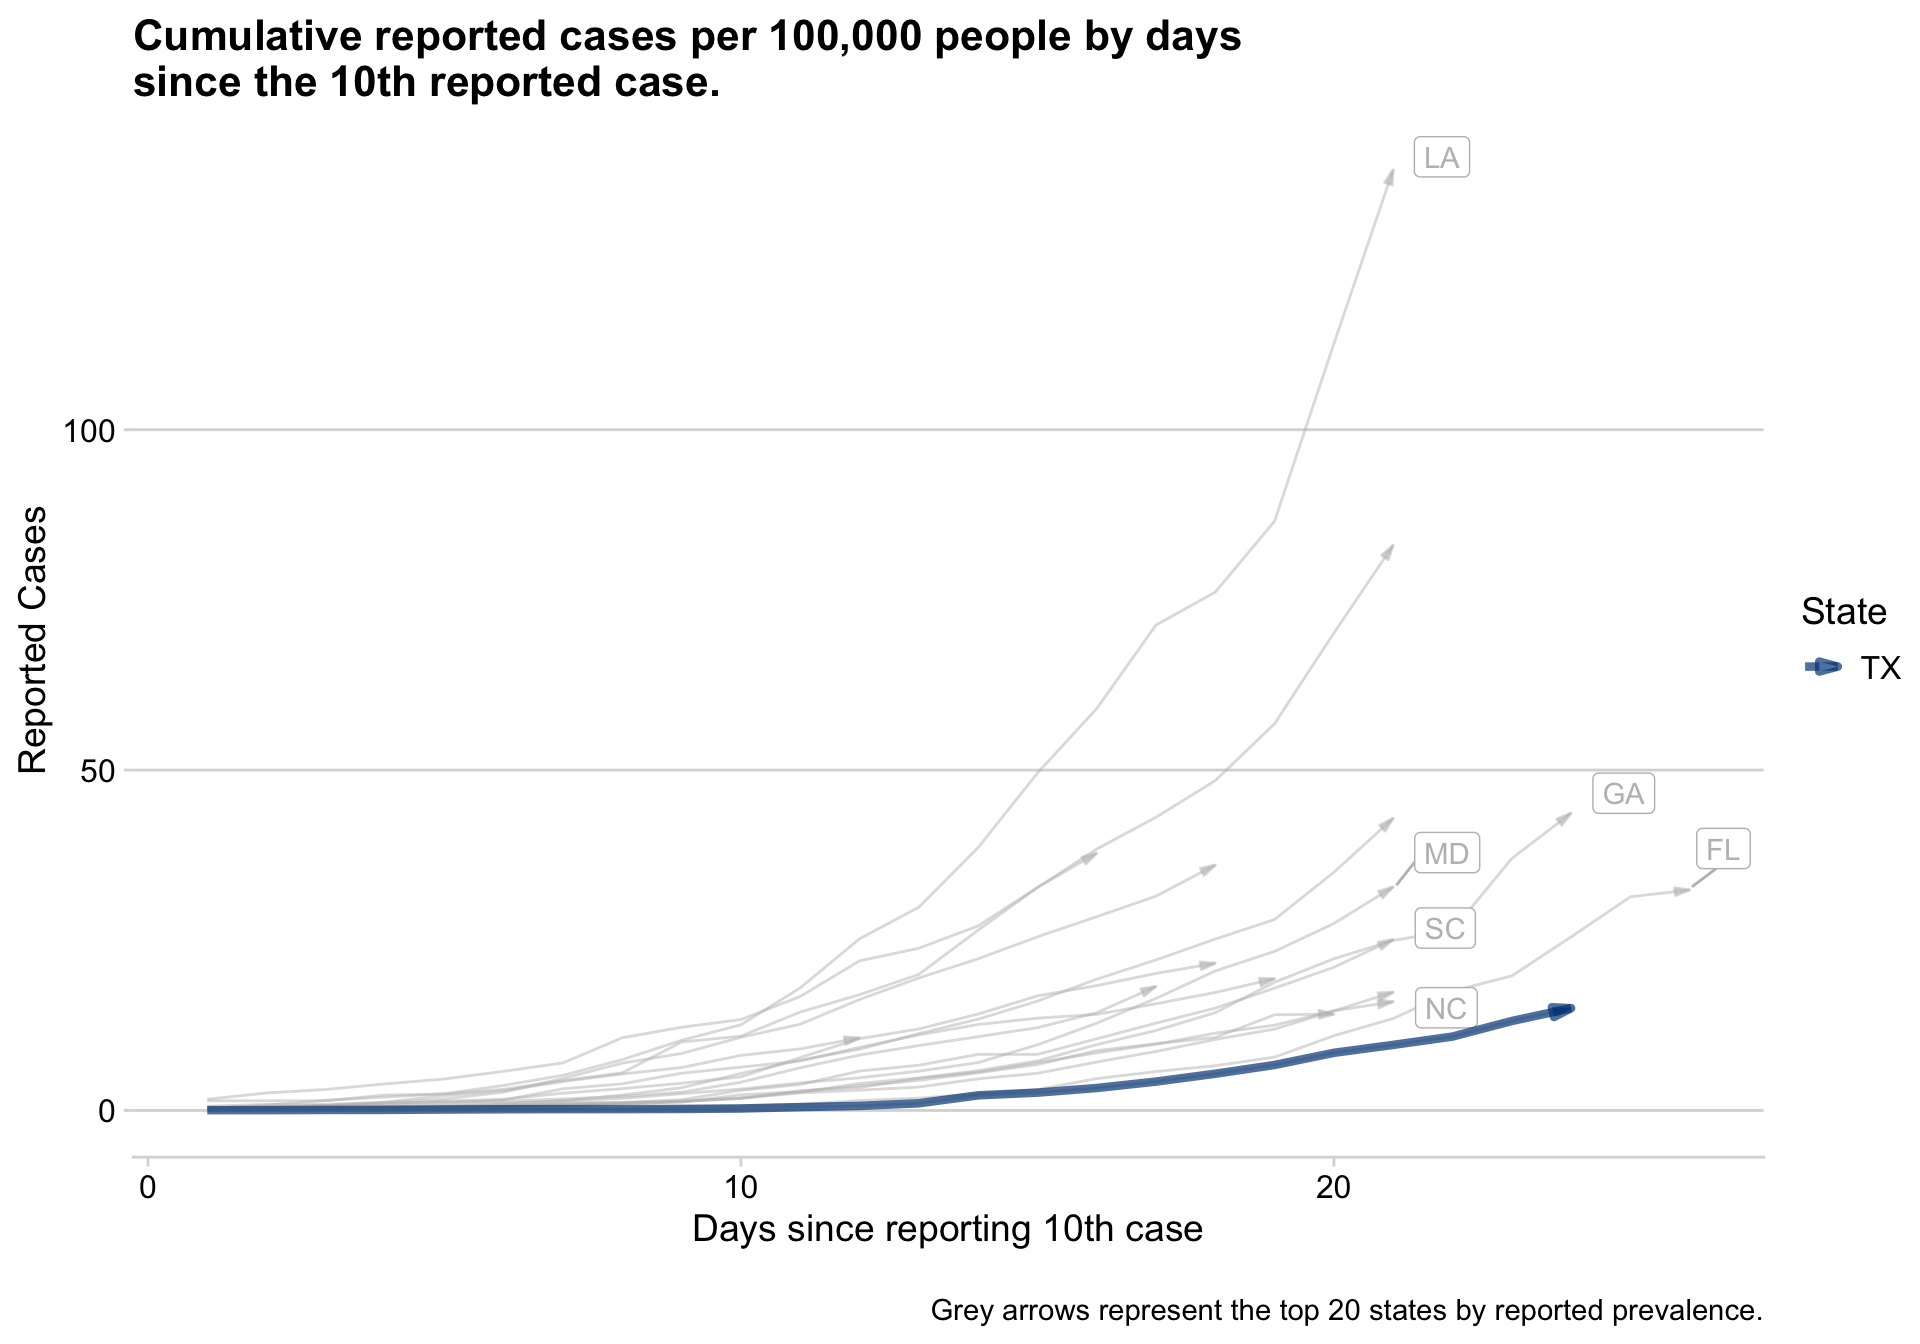 Cumulative reported cases per 100,000 people by days
since the 10th reported case.
LA
100
Reported Cases
State
TX
50
GA
FL
MD
SC
NC
0
0 10 20
Days since reporting 10th case
Grey arrows represent the top 20 states by reported prevalence.